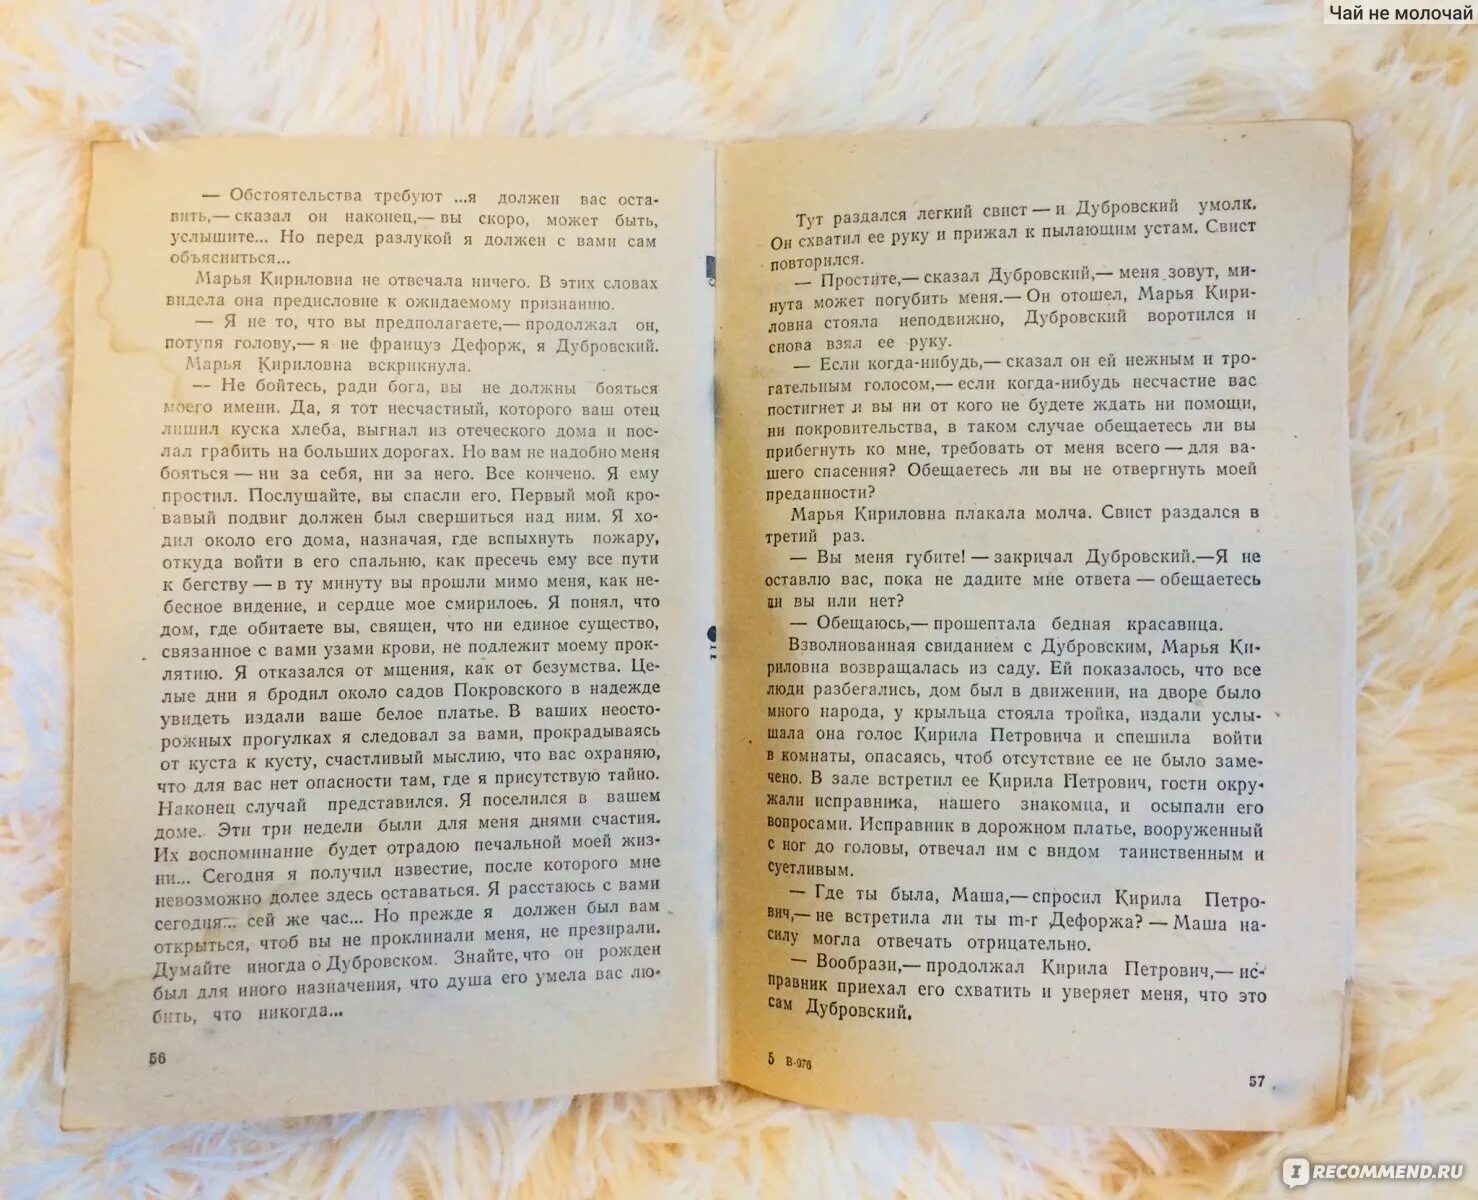 Чай не молочай
— Обстоятельства требуют ...я должен вас оста-
вить,— сказал он наконец,— вы скоро, может быть,
услышите... Но перед разлукой я должен с вами сам
объясниться...
Марья Кириловна не отвечала ничего. В этих словах
видела она предисловие к ожидаемому признанию.
— Я не то, что вы предполагаете,— продолжал он,
потупя голову,— я не француз Дефорж, я Дубровский.
Марья Кириловна вскрикнула.
— Не бойтесь, ради бога, вы не должны бояться
моего имени. Да, я тот несчастный, которого ваш отец
лишил куска хлеба, выгнал из отеческого дома и пос-
лал грабить на больших дорогах. Но вам не надобно меня
бояться — ни за себя, ни за него. Все кончено. Я ему
простил. Послушайте, вы спасли его. Первый мой кро-
вавый подвиг должен был свершиться над ним. Я хо-
дил около его дома, назначая, где вспыхнуть пожару,
откуда войти в его спальню, как пресечь ему все пути
к бегству — в ту минуту вы прошли мимо меня, как не-
бесное видение, и сердце мое смирилось. Я понял, что
дом, где обитаете вы, священ, что ни единое существо,
связанное с вами узами крови, не подлежит моему прок-
лятию. Я отказался от мщения, как от безумства. Це-
лые дни я бродил около садов Покровского в надежде
увидеть издали ваше белое платье. В ваших неосто-
рожных прогулках я следовал за вами, прокрадываясь
от куста к кусту, счастливый мыслию, что вас охраняю,
что для вас нет опасности там, где я присутствую тайно.
Наконец случай представился. Я поселился в вашем
доме. Эти три недели были для меня днями счастия.
Их воспоминание будет отрадою печальной моей жиз-
ни... Сегодня я получил известие, после которого мне
невозможно долее здесь оставаться. Я расстаюсь с вами
сегодня... сей же час... Но прежде я должен был вам
открыться, чтоб вы не проклинали меня, не презирали.
Думайте иногда о Дубровском. Знайте, что он рожден
был для иного назначения, что душа его умела вас лю-
бить, что никогда...
56
Тут раздался легкий свист — и Дубровский умолк.
Он схватил ее руку и прижал к пылающим устам. Свист
повторился.
— Простите,— сказал Дубровский,— меня зовут, ми-
нута может погубить меня.— Он отошел, Марья Кири-
ловна стояла неподвижно, Дубровский воротился и
снова взял ее руку.
— Если когда-нибудь,— сказал он ей нежным и тро-
гательным голосом,— если когда-нибудь несчастие вас
постигнет и вы ни от кого не будете ждать ни помощи,
ни покровительства, в таком случае обещаетесь ли вы
прибегнуть ко мне, требовать от меня всего — для ва-
шего спасения? Обещаетесь ли вы не отвергнуть моей
преданности?
Марья Кириловна плакала молча. Свист раздался в
третий раз.
— Вы меня губите! — закричал Дубровский.—Я не
оставлю вас, пока не дадите мне ответа — обещаетесь
ли вы или нет?
— Обещаюсь,— прошептала бедная красавица.
Взволнованная свиданием с Дубровским, Марья Ки-
риловна возвращалась из саду. Ей показалось, что все
люди разбегались, дом был в движении, на дворе было
много народа, у крыльца стояла тройка, издали услы-
шала она голос Кирила Петровича и спешила войти
в комнаты, опасаясь, чтоб отсутствие ее не было заме-
чено. В зале встретил ее Кирила Петрович, гости окру-
жали исправника, нашего знакомца, и осыпали его
вопросами. Исправник в дорожном платье, вооруженный
с ног до головы, отвечал им с видом таинственным и
суетливым.
— Где ты была, Маша,— спросил Кирила Петро-
вич,— не встретила ли ты m-r Дефоржа? — Маша на-
силу могла отвечать отрицательно.
— Вообрази,— продолжал Кирила Петрович,— ис-
правник приехал его схватить и уверяет меня, что это
сам Дубровский.
5 В-976
57
IRECOMMEND.RU